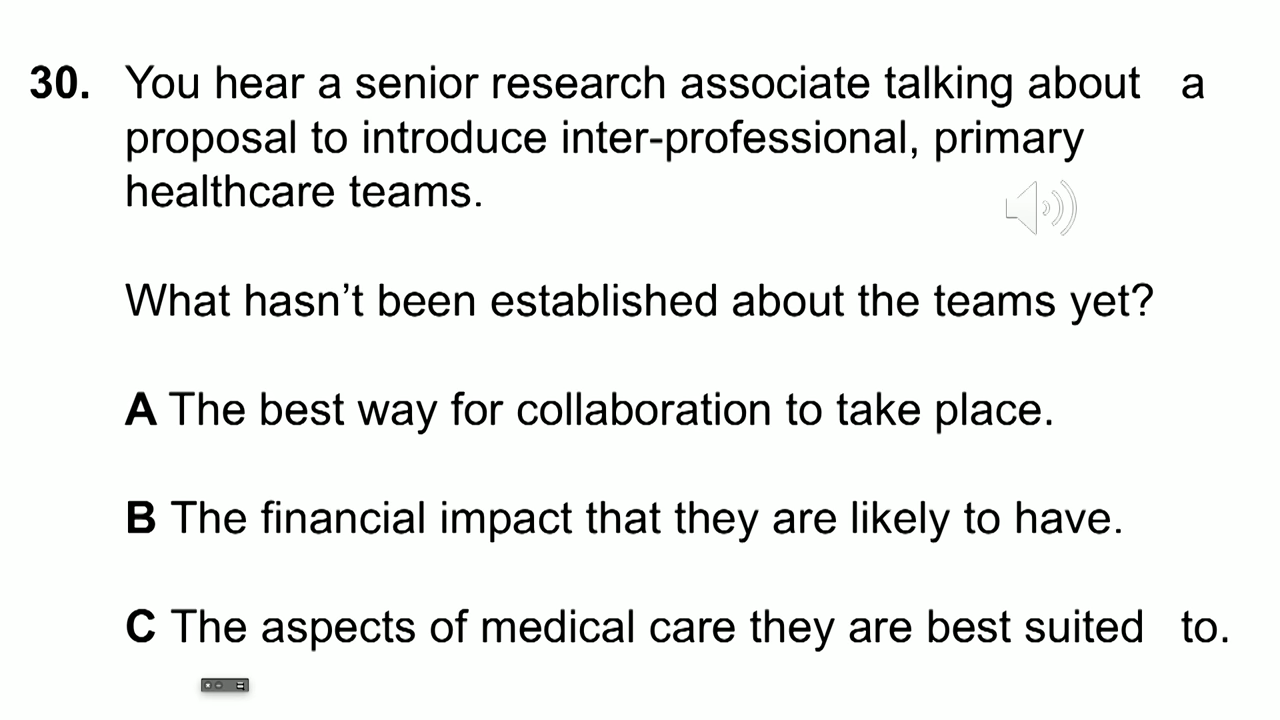 30. You hear a senior research associate talking about a
proposal to introduce inter-professional, primary
healthcare teams.
What hasn’t been established about the teams yet?
A The best way for collaboration to take place.
B The financial impact that they are likely to have.
C The aspects of medical care they are best suited to.